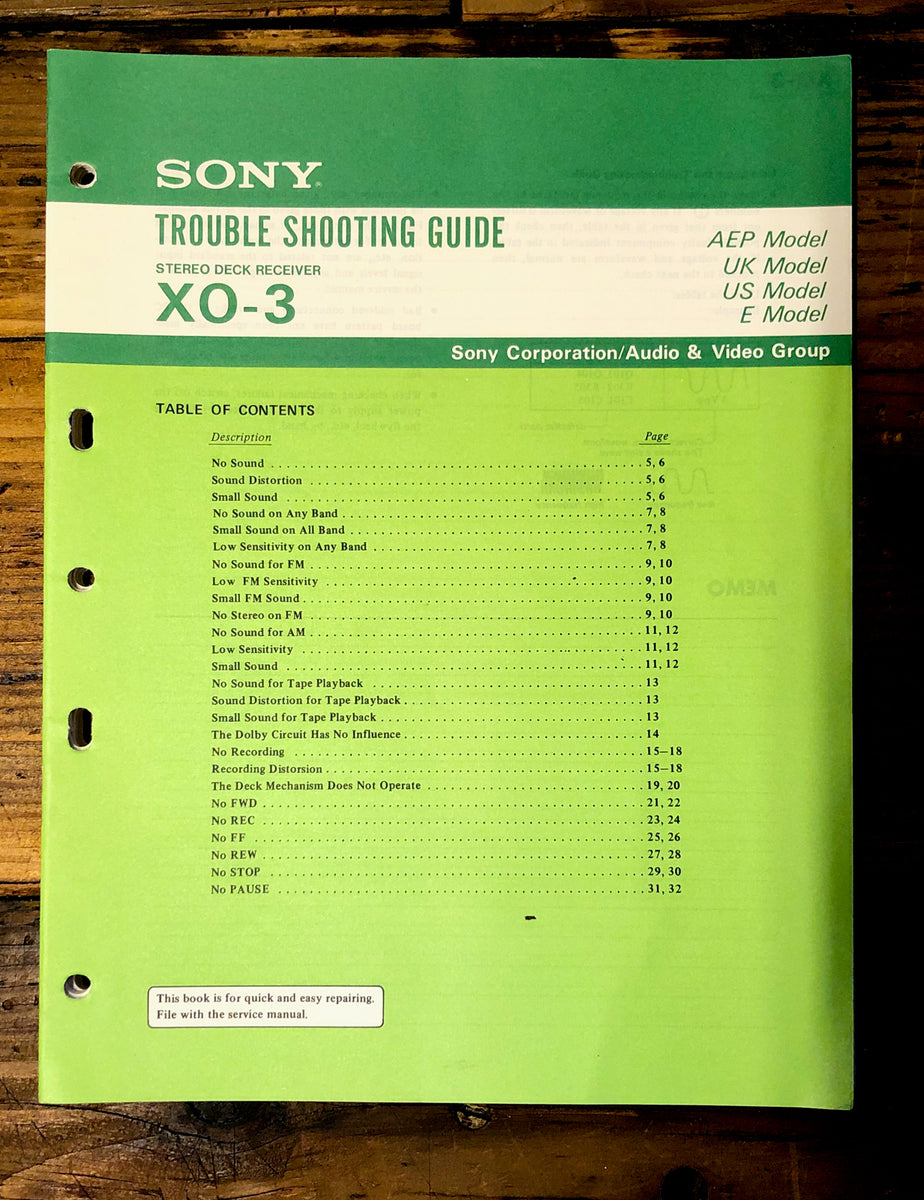 SONY®
TROUBLE SHOOTING GUIDE
STEREO DECK RECEIVER
XO-3
AEP Model
UK Model
US Model
E Model
Sony Corporation/Audio & Video Group
TABLE OF CONTENTS
Description Page
No Sound 5, 6
Sound Distortion 5, 6
Small Sound 5, 6
No Sound on Any Band 7, 8
Small Sound on All Band 7, 8
Low Sensitivity on Any Band 7, 8
No Sound for FM 9, 10
Low FM Sensitivity 9, 10
Small FM Sound 9, 10
No Stereo on FM 9, 10
No Sound for AM 11, 12
Low Sensitivity 11, 12
Small Sound 11, 12
No Sound for Tape Playback 13
Sound Distortion for Tape Playback 13
Small Sound for Tape Playback 13
The Dolby Circuit Has No Influence 14
No Recording 15–18
Recording Distorsion 15–18
The Deck Mechanism Does Not Operate 19, 20
No FWD 21, 22
No REC 23, 24
No FF 25, 26
No REW 27, 28
No STOP 29, 30
No PAUSE 31, 32
This book is for quick and easy repairing.
File with the service manual.